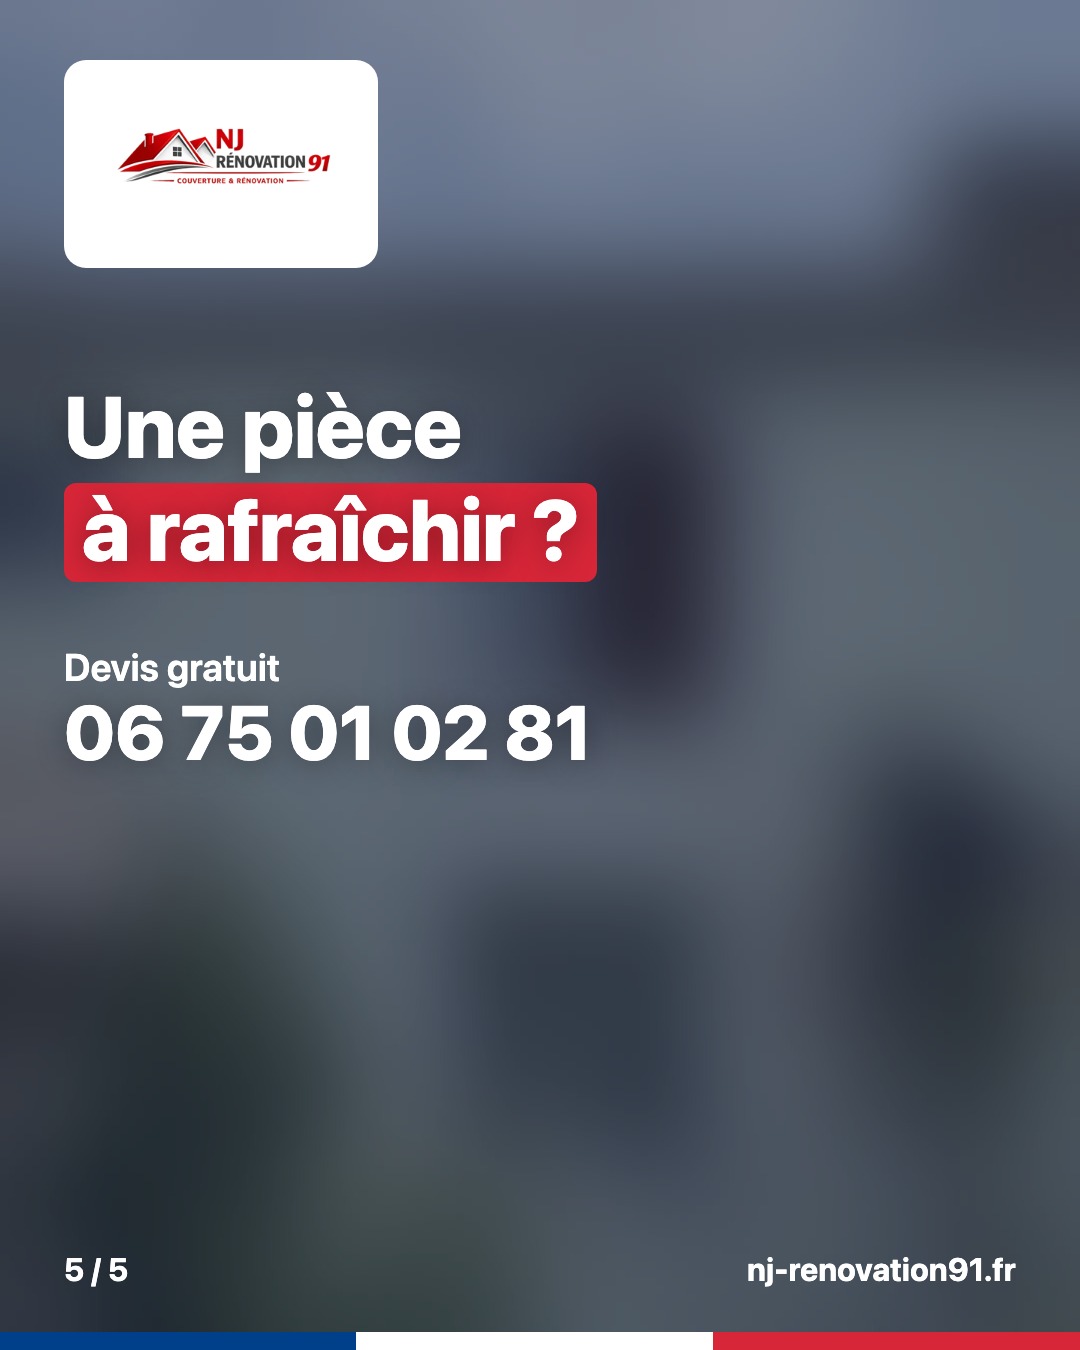 NJ
RÉNOVATION 91
COUVERTURE & RÉNOVATION
Une pièce
à rafraîchir ?
Devis gratuit
06 75 01 02 81
5 / 5
nj-renovation91.fr